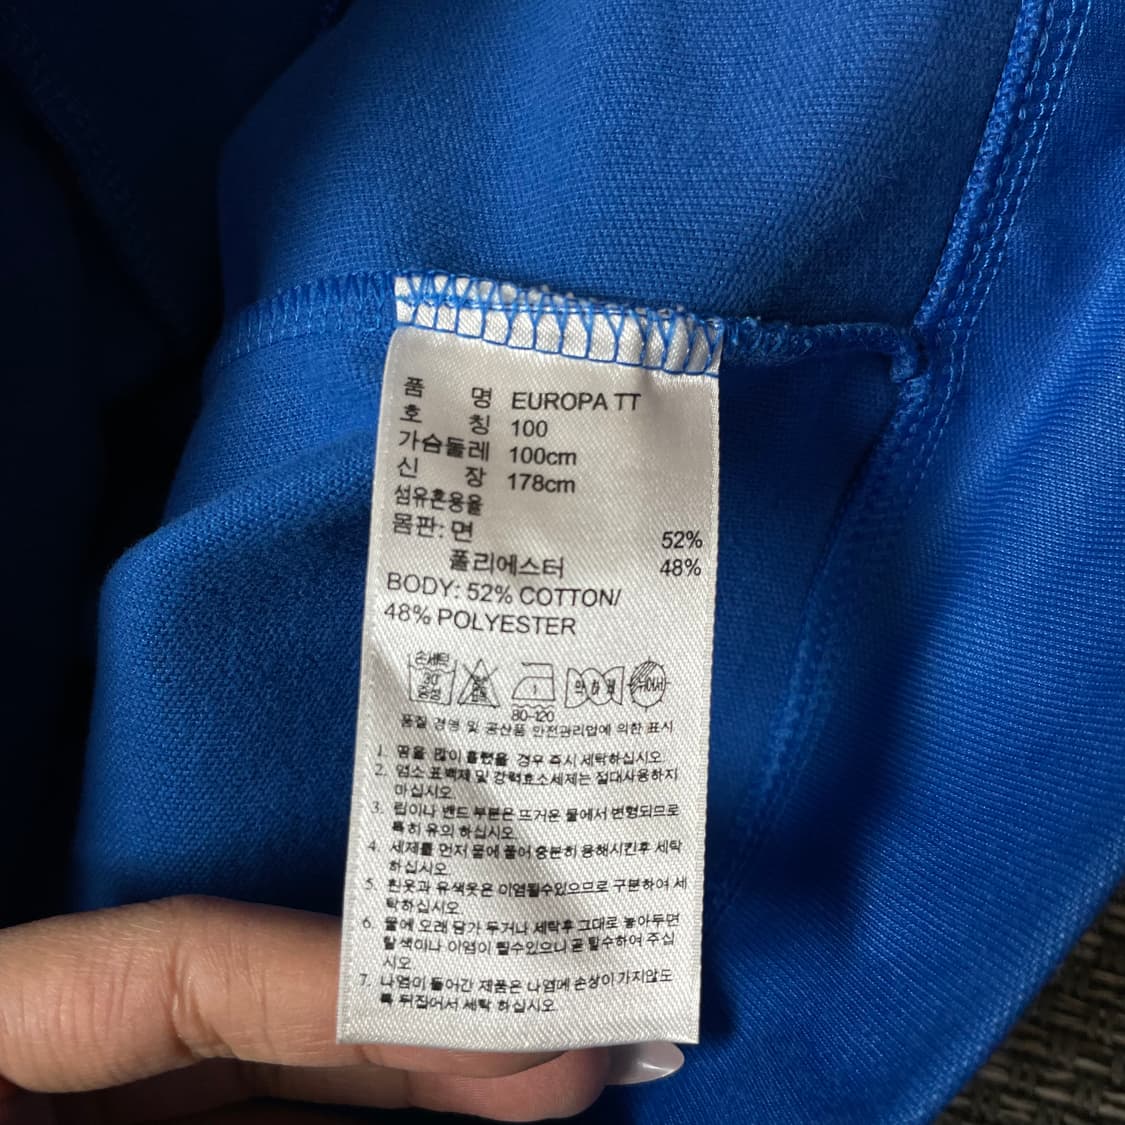 품 명 EUROPA TT
호 칭 100
가슴둘레 100cm
신 장 178cm
섬유혼용율
몸판: 면 52%
폴리에스터 48%
BODY: 52% COTTON/
48% POLYESTER
손세탁
30
중성
80-120
약하게
뉘어서
품질 경영 및 공산품 안전관리법에 의한 표시
1. 땀을 많이 흘렸을 경우 즉시 세탁하십시오.
2. 염소 표백제 및 강력효소세제는 절대사용하지
마십시오.
3. 립이나 밴드 부분은 뜨거운 물에서 변형되므로
특히 유의 하십시오.
4. 세제를 먼저 물에 풀어 충분히 용해시킨후 세탁
하십시오.
5. 흰옷과 유색옷은 이염될수있으므로 구분하여 세
탁하십시오.
6. 물에 오래 담가 두거나 세탁후 그대로 놓아두면
탈색이나 이염이 될수있으니 곧 탈수하여 주십
시오.
7. 나염이 들어간 제품은 나염에 손상이 가지않도
록 뒤집어서 세탁 하십시오.